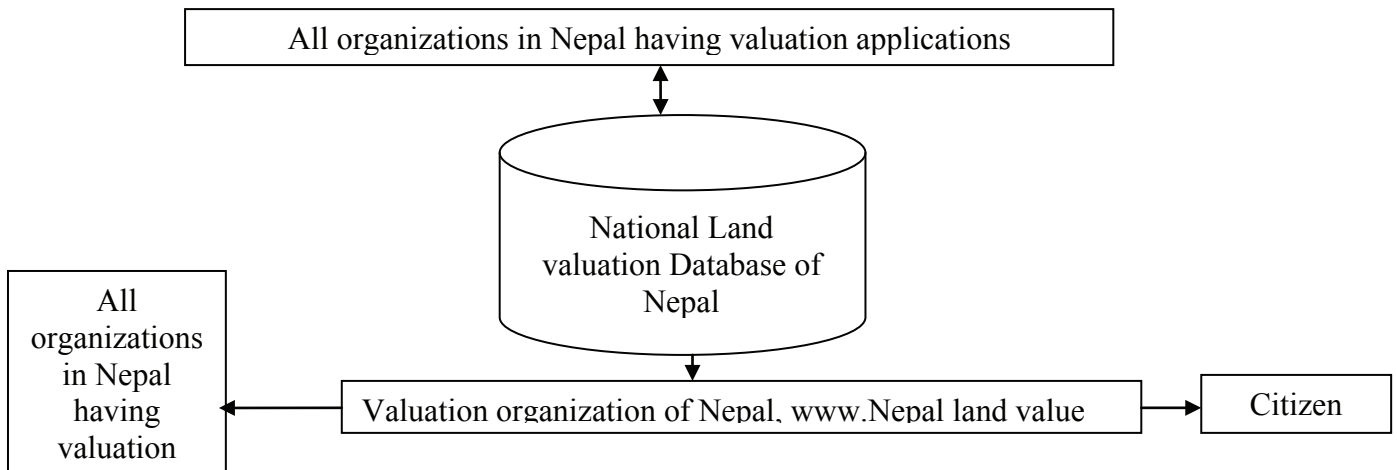 All organizations in Nepal having valuation applications
National Land
valuation Database of
Nepal
All
organizations
in Nepal
having
valuation
Valuation organization of Nepal, www.Nepal land value
Citizen